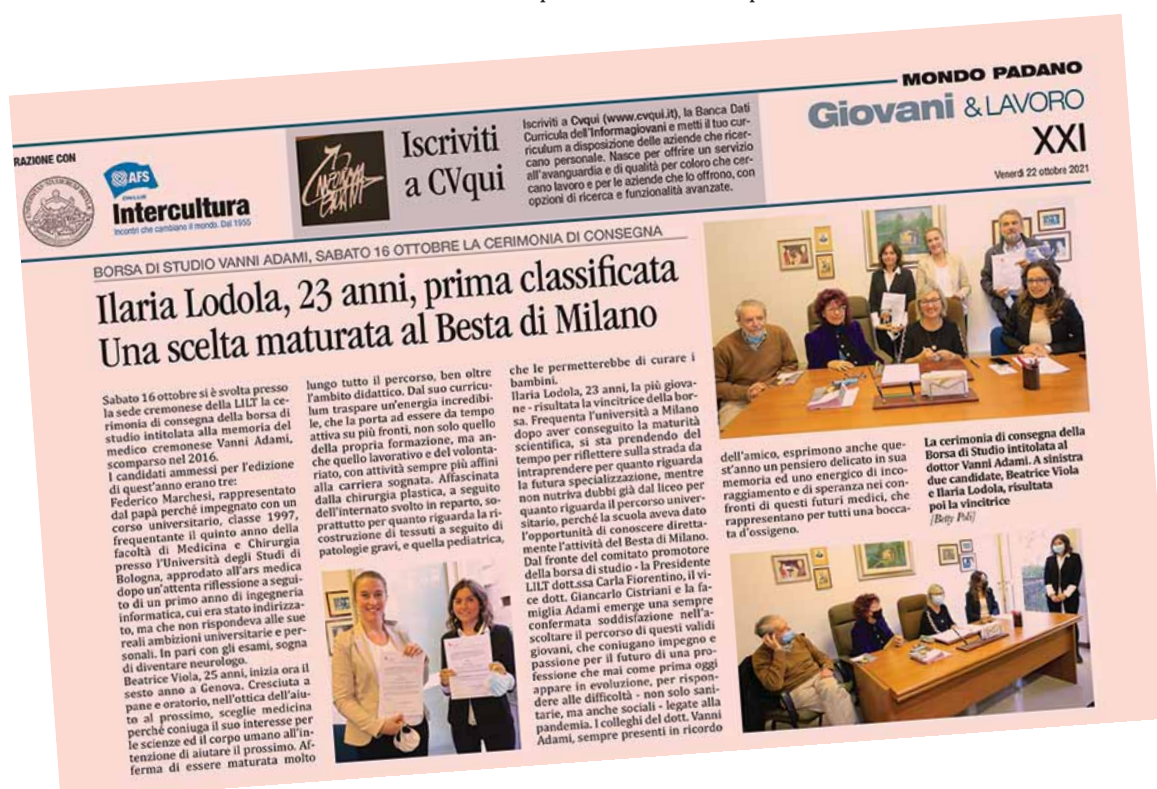 MONDO PADANO
Giovani & LAVORO
XXI
Venerdì 22 ottobre 2021
RAZIONE CON
AFS
ONLUS
Intercultura
Incontri che cambiano il mondo. Dal 1955
INFORMA
GIOVANI
Iscriviti
a CVqui
Iscriviti a Cvqui (www.cvqui.it), la Banca Dati
Curricula dell'Informagiovani e metti il tuo cur-
riculum a disposizione delle aziende che ricer-
cano personale. Nasce per offrire un servizio
all'avanguardia e di qualità per coloro che cer-
cano lavoro e per le aziende che lo offrono, con
opzioni di ricerca e funzionalità avanzate.
BORSA DI STUDIO VANNI ADAMI, SABATO 16 OTTOBRE LA CERIMONIA DI CONSEGNA
Ilaria Lodola, 23 anni, prima classificata
Una scelta maturata al Besta di Milano
Sabato 16 ottobre si è svolta presso
la sede cremonese della LILT la ce-
rimonia di consegna della borsa di
studio intitolata alla memoria del
medico cremonese Vanni Adami,
scomparso nel 2016.
I candidati ammessi per l'edizione
di quest'anno erano tre:
Federico Marchesi, rappresentato
dal papà perché impegnato con un
corso universitario, classe 1997,
frequentante il quinto anno della
facoltà di Medicina e Chirurgia
presso l'Università degli Studi di
Bologna, approdato all'ars medica
dopo un'attenta riflessione a segui-
to di un primo anno di ingegneria
informatica, cui era stato indirizza-
to, ma che non rispondeva alle sue
reali ambizioni universitarie e per-
sonali. In pari con gli esami, sogna
di diventare neurologo.
Beatrice Viola, 25 anni, inizia ora il
sesto anno a Genova. Cresciuta a
pane e oratorio, nell'ottica dell'aiu-
to al prossimo, sceglie medicina
perché coniuga il suo interesse per
le scienze ed il corpo umano all'in-
tenzione di aiutare il prossimo. Af-
ferma di essere maturata molto
lungo tutto il percorso, ben oltre
l'ambito didattico. Dal suo curricu-
lum traspare un'energia incredibi-
le, che la porta ad essere da tempo
attiva su più fronti, non solo quello
della propria formazione, ma an-
che quello lavorativo e del volonta-
riato, con attività sempre più affini
alla carriera sognata. Affascinata
dalla chirurgia plastica, a seguito
dell'internato svolto in reparto, so-
prattutto per quanto riguarda la ri-
costruzione di tessuti a seguito di
patologie gravi, e quella pediatrica,
che le permetterebbe di curare i
bambini.
Ilaria Lodola, 23 anni, la più giova-
ne - risultata la vincitrice della bor-
sa. Frequenta l'università a Milano
dopo aver conseguito la maturità
scientifica, si sta prendendo del
tempo per riflettere sulla strada da
intraprendere per quanto riguarda
la futura specializzazione, mentre
non nutriva dubbi già dal liceo per
quanto riguarda il percorso univer-
sitario, perché la scuola aveva dato
l'opportunità di conoscere diretta-
mente l'attività del Besta di Milano.
Dal fronte del comitato promotore
della borsa di studio - la Presidente
LILT dott.ssa Carla Fiorentino, il vi-
ce dott. Giancarlo Cistriani e la fa-
miglia Adami emerge una sempre
confermata soddisfazione nell'a-
scoltare il percorso di questi validi
giovani, che coniugano impegno e
passione per il futuro di una pro-
fessione che mai come prima oggi
appare in evoluzione, per rispon-
dere alle difficoltà - non solo sani-
tarie, ma anche sociali - legate alla
pandemia. I colleghi del dott. Vanni
Adami, sempre presenti in ricordo
dell'amico, esprimono anche que-
st'anno un pensiero delicato in sua
memoria ed uno energico di inco-
raggiamento e di speranza nei con-
fronti di questi futuri medici, che
rappresentano per tutti una bocca-
ta d'ossigeno.
La cerimonia di consegna della
Borsa di Studio intitolata al
dottor Vanni Adami. A sinistra
due candidate, Beatrice Viola
e Ilaria Lodola, risultata
poi la vincitrice
[Betty Poli]